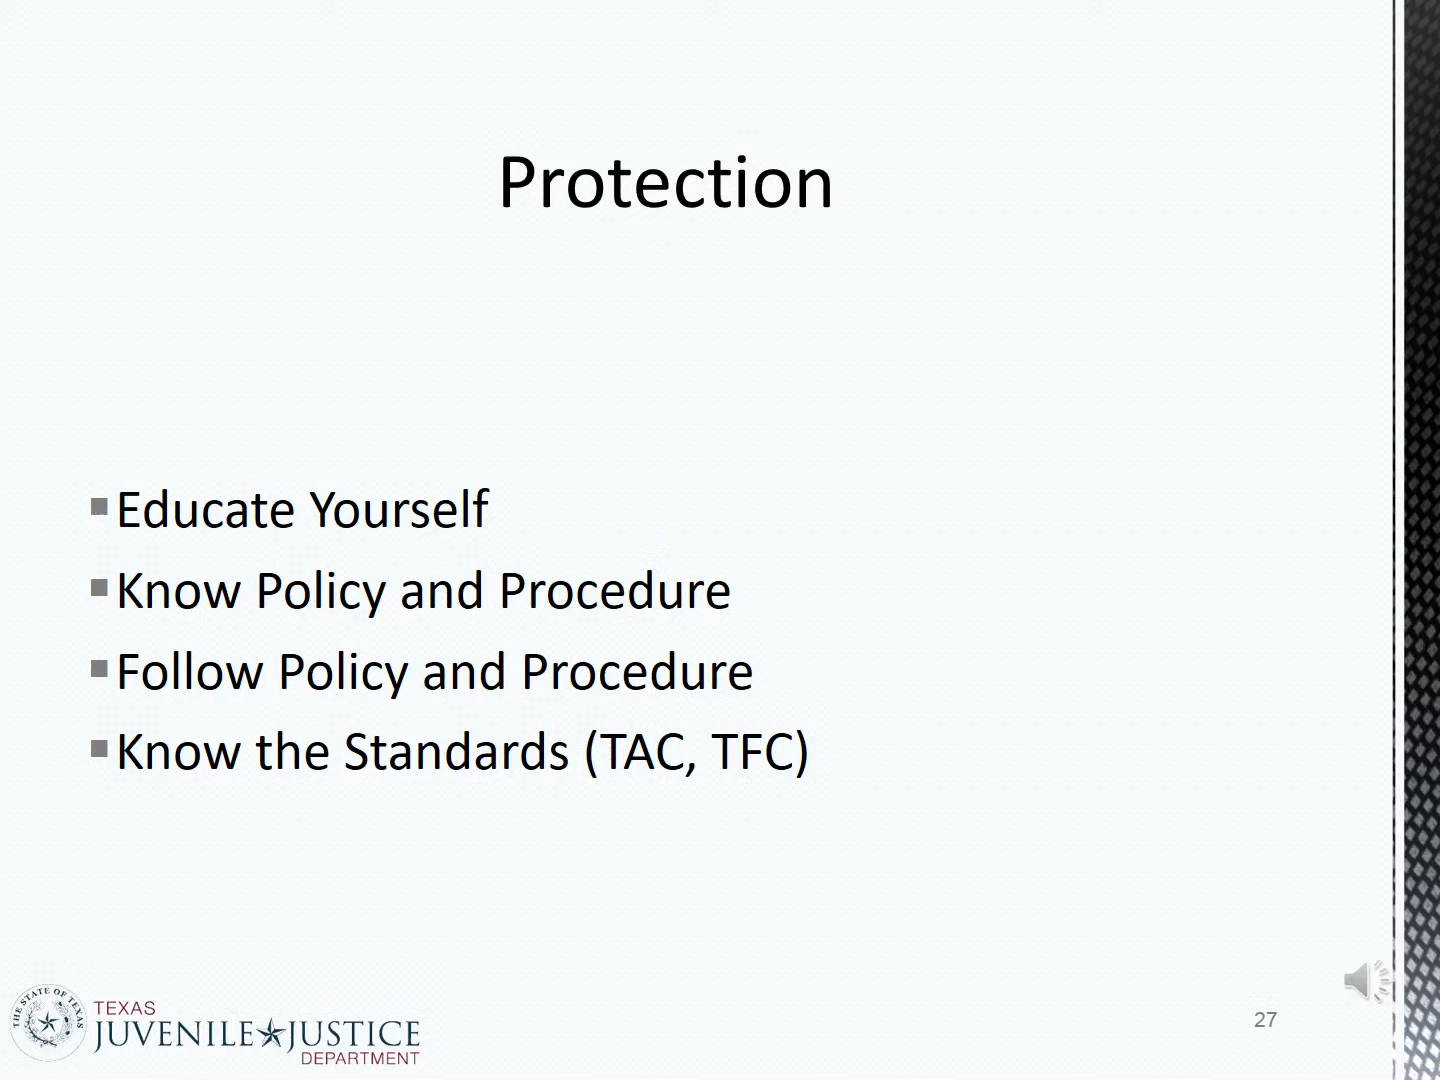 Protection
Educate Yourself
Know Policy and Procedure
Follow Policy and Procedure
Know the Standards (TAC, TFC)
THE STATE OF TEXAS
TEXAS
JUVENILE JUSTICE
DEPARTMENT
27